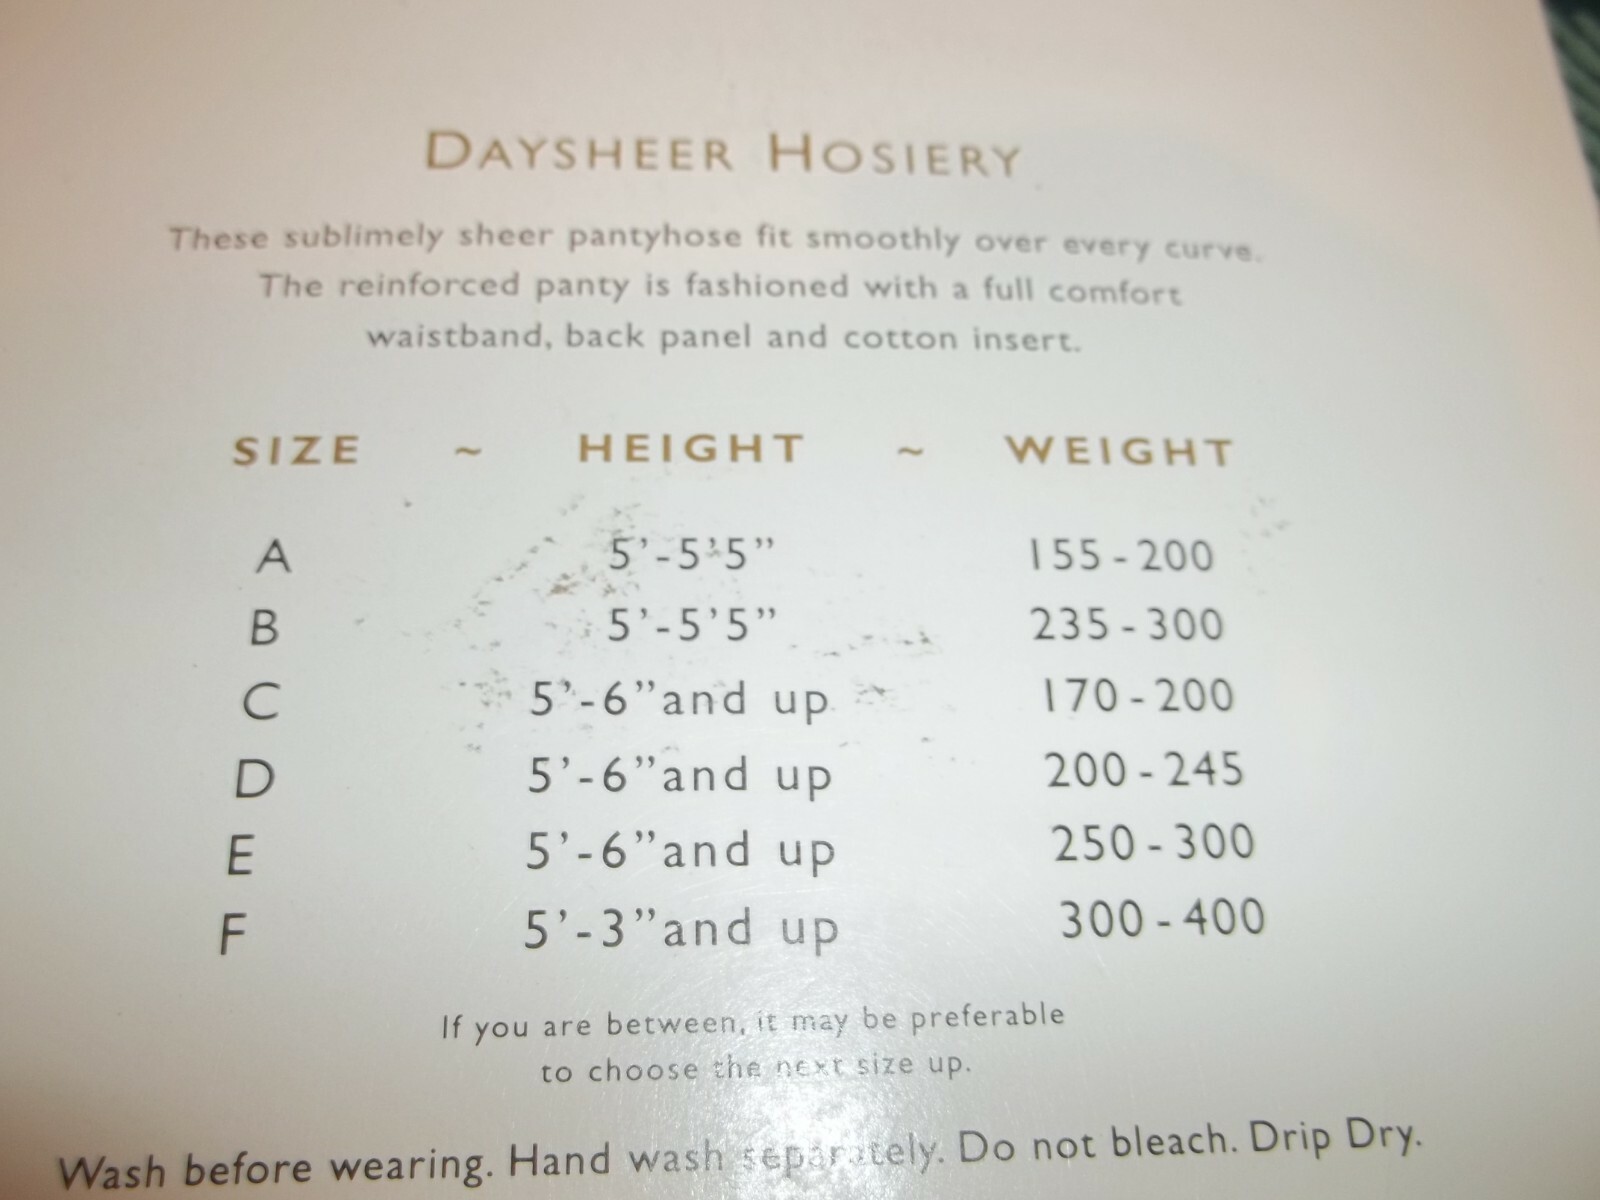 DAYSHEER HOSIERY
These sublimely sheer pantyhose fit smoothly over every curve.
The reinforced panty is fashioned with a full comfort
waistband, back panel and cotton insert.
SIZE ~ HEIGHT ~ WEIGHT
A 5'-5'5" 155-200
B 5'-5'5" 235-300
C 5'-6"and up 170-200
D 5'-6"and up 200-245
E 5'-6"and up 250-300
F 5'-3"and up 300-400
If you are between, it may be preferable
to choose the next size up.
Wash before wearing. Hand wash separately. Do not bleach. Drip Dry.